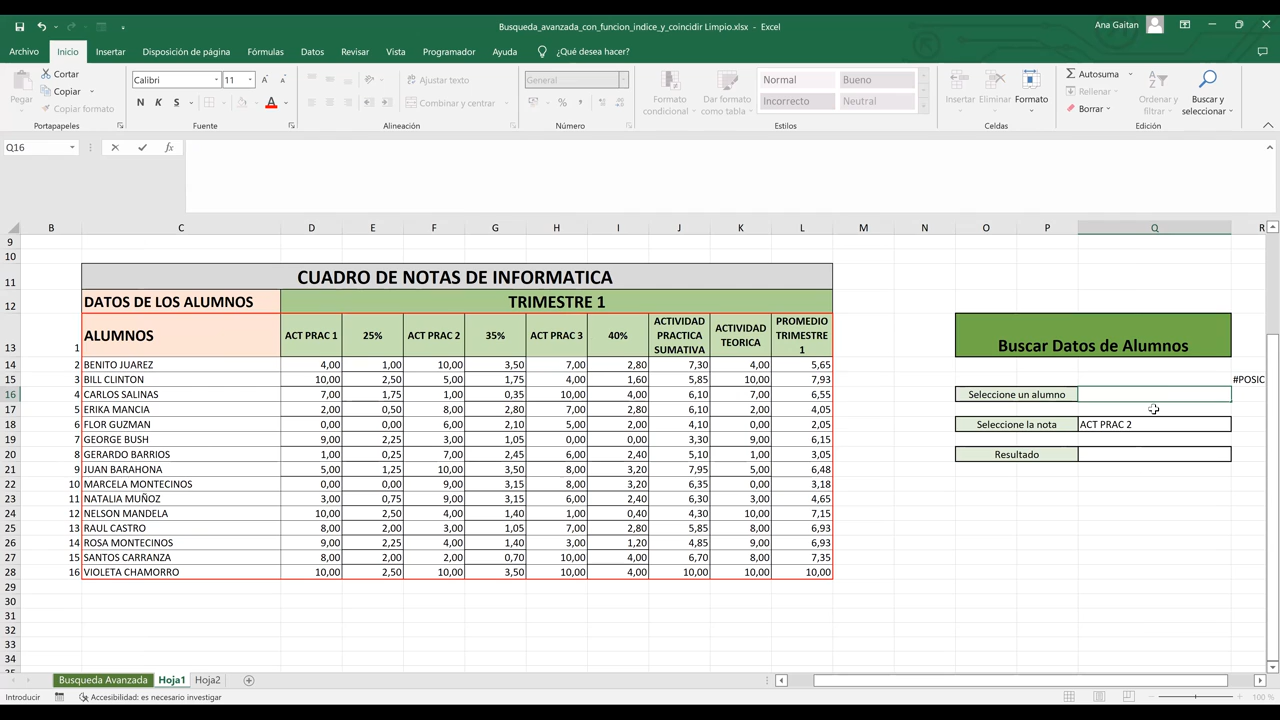 Busqueda_avanzada_con_funcion_indice_y_coincidir Limpio.xlsx - Excel
Ana Gaitan
Archivo Inicio Insertar Disposición de página Fórmulas Datos Revisar Vista Programador Ayuda ¿Qué desea hacer?
Pegar
Cortar
Copiar
Copiar formato
Calibri 11
N K S
Ajustar texto
Combinar y centrar
General
Formato condicional
Dar formato como tabla
Normal Bueno
Incorrecto Neutral
Insertar Eliminar Formato
Autosuma
Rellenar
Borrar
Ordenar y filtrar
Buscar y seleccionar
Portapapeles Fuente Alineación Número Estilos Celdas Edición
Q16 fx
B C D E F G H I J K L M N O P Q R
9
10
11 CUADRO DE NOTAS DE INFORMATICA
12 DATOS DE LOS ALUMNOS TRIMESTRE 1
13 1 ALUMNOS ACT PRAC 1 25% ACT PRAC 2 35% ACT PRAC 3 40% ACTIVIDAD PRACTICA SUMATIVA ACTIVIDAD TEORICA PROMEDIO TRIMESTRE 1 Buscar Datos de Alumnos
14 2 BENITO JUAREZ 4,00 1,00 10,00 3,50 7,00 2,80 7,30 4,00 5,65
15 3 BILL CLINTON 10,00 2,50 5,00 1,75 4,00 1,60 5,85 10,00 7,93 #POSIC
16 4 CARLOS SALINAS 7,00 1,75 1,00 0,35 10,00 4,00 6,10 7,00 6,55 Seleccione un alumno
17 5 ERIKA MANCIA 2,00 0,50 8,00 2,80 7,00 2,80 6,10 2,00 4,05
18 6 FLOR GUZMAN 0,00 0,00 6,00 2,10 5,00 2,00 4,10 0,00 2,05 Seleccione la nota ACT PRAC 2
19 7 GEORGE BUSH 9,00 2,25 3,00 1,05 0,00 0,00 3,30 9,00 6,15
20 8 GERARDO BARRIOS 1,00 0,25 7,00 2,45 6,00 2,40 5,10 1,00 3,05 Resultado
21 9 JUAN BARAHONA 5,00 1,25 10,00 3,50 8,00 3,20 7,95 5,00 6,48
22 10 MARCELA MONTECINOS 0,00 0,00 9,00 3,15 8,00 3,20 6,35 0,00 3,18
23 11 NATALIA MUÑOZ 3,00 0,75 9,00 3,15 6,00 2,40 6,30 3,00 4,65
24 12 NELSON MANDELA 10,00 2,50 4,00 1,40 1,00 0,40 4,30 10,00 7,15
25 13 RAUL CASTRO 8,00 2,00 3,00 1,05 7,00 2,80 5,85 8,00 6,93
26 14 ROSA MONTECINOS 9,00 2,25 4,00 1,40 3,00 1,20 4,85 9,00 6,93
27 15 SANTOS CARRANZA 8,00 2,00 2,00 0,70 10,00 4,00 6,70 8,00 7,35
28 16 VIOLETA CHAMORRO 10,00 2,50 10,00 3,50 10,00 4,00 10,00 10,00 10,00
29
30
31
32
33
34
Busqueda Avanzada Hoja1 Hoja2
Introducir Accesibilidad: es necesario investigar 100 %